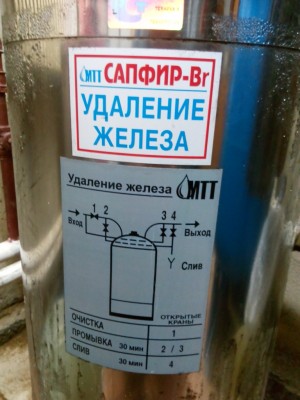 МТТ САПФИР-Br
УДАЛЕНИЕ
ЖЕЛЕЗА
Удаление железа МТТ
1 2 3 4
Вход Выход
Слив
ОТКРЫТЫЕ
ОЧИСТКА КРАНЫ
1
ПРОМЫВКА 30 мин 2 / 3
СЛИВ 30 мин 4